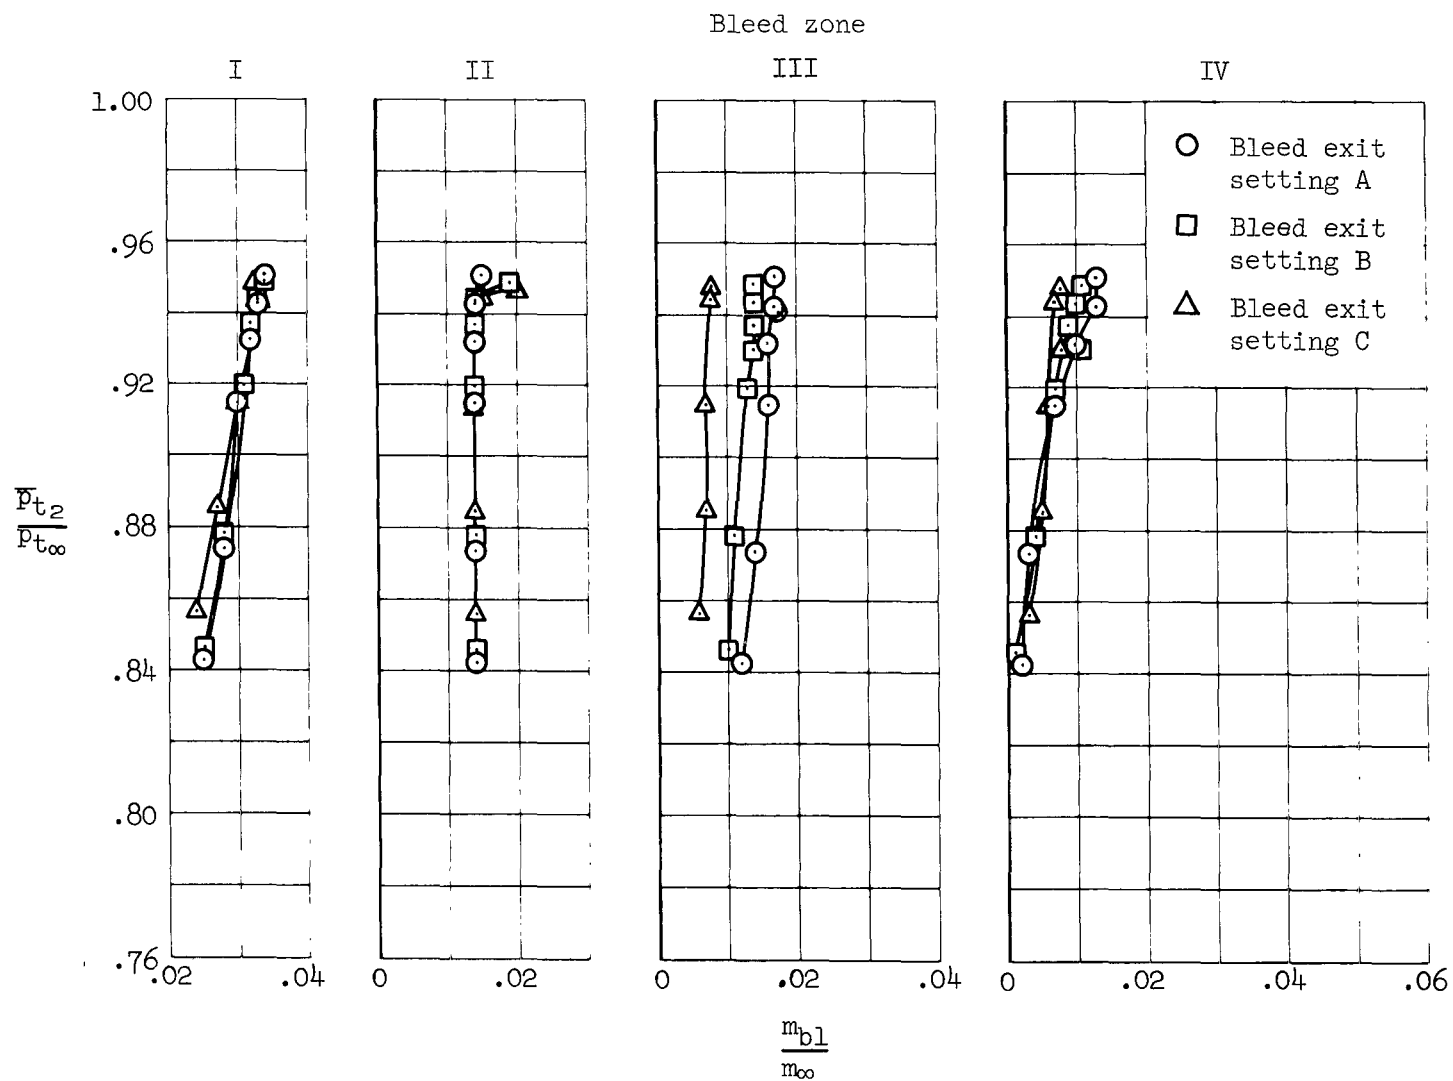 Bleed zone
I II III IV
1.00
.96
.92
.88
.84
.80
.76
p̅t2
pt∞
Bleed exit
setting A
Bleed exit
setting B
Bleed exit
setting C
.02 .04 0 .02 0 .02 .04 0 .02 .04 .06
mbl
m∞